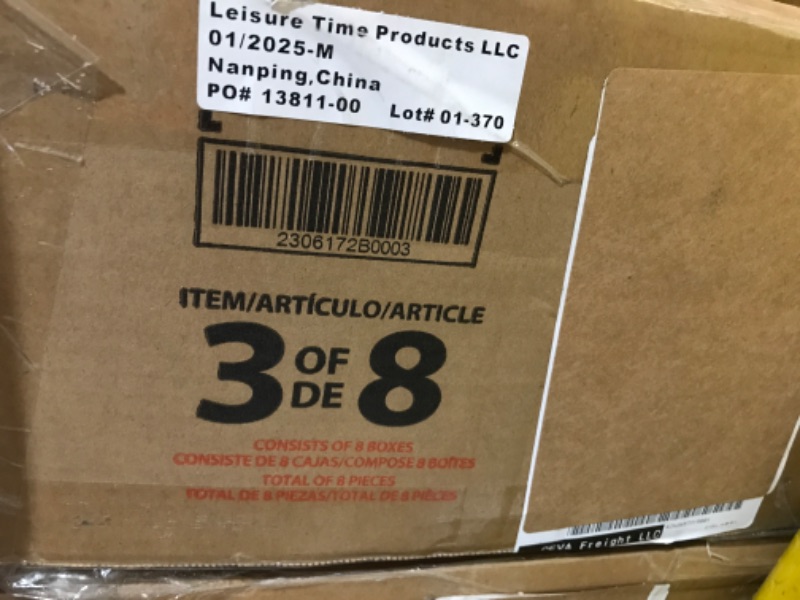 Leisure Time Products LLC
01/2025-M
Nanping,China
PO# 13811-00 Lot# 01-370
2306172B0003
ITEM/ARTÍCULO/ARTICLE
3 OF DE 8
CONSISTS OF 8 BOXES
CONSISTE DE 8 CAJAS/COMPOSE 8 BOÎTES
TOTAL OF 8 PIECES
TOTAL DE 8 PIEZAS/TOTAL DE 8 PIÈCES
Freight LLC